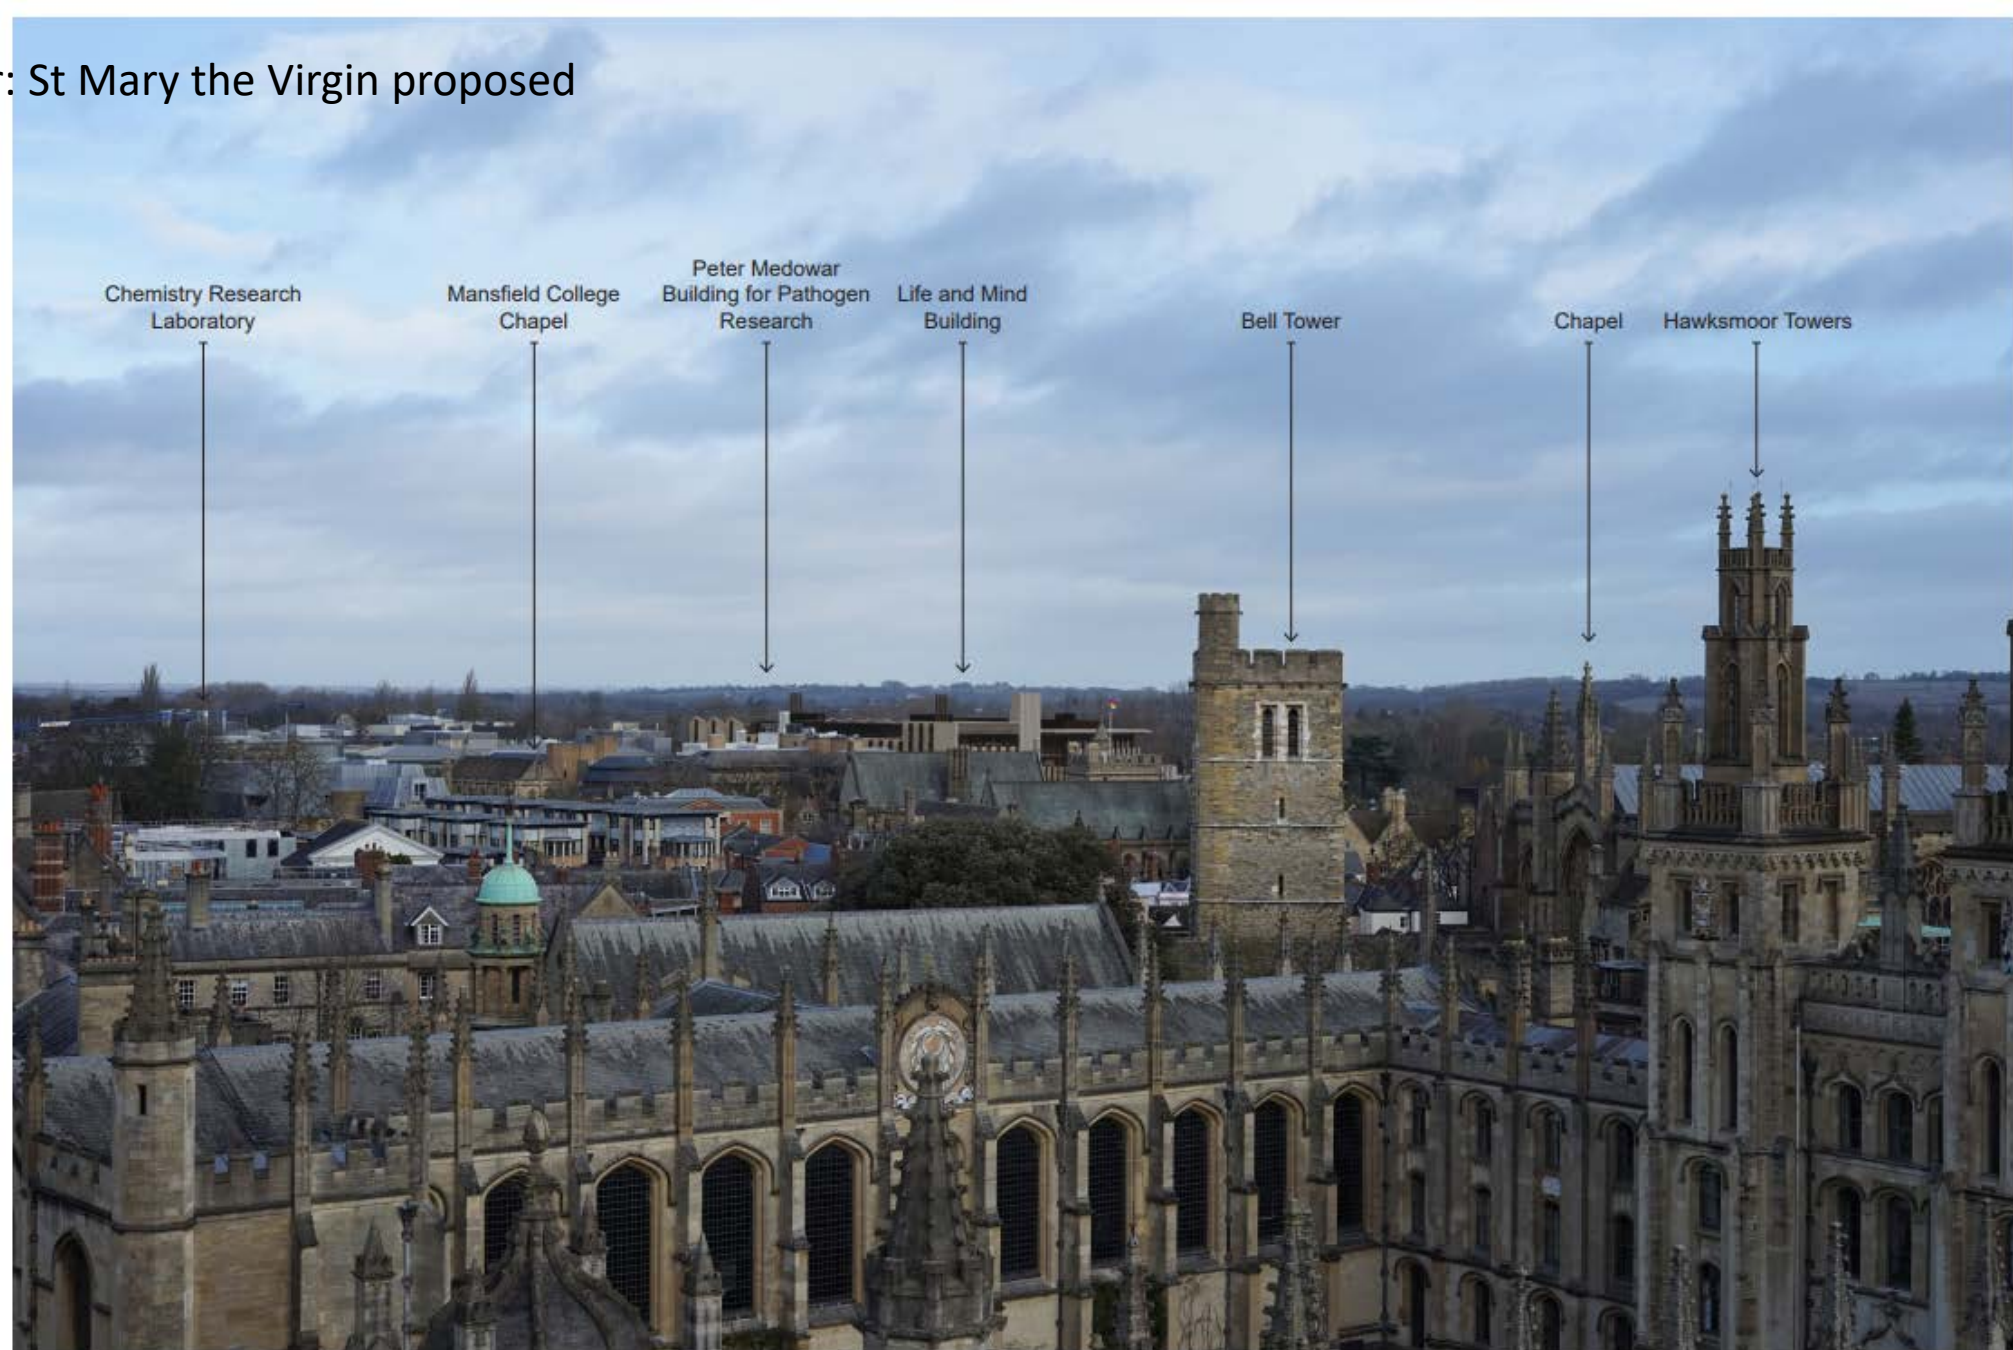 : St Mary the Virgin proposed
Chemistry Research
Laboratory
Mansfield College
Chapel
Peter Medowar
Building for Pathogen
Research
Life and Mind
Building
Bell Tower
Chapel
Hawksmoor Towers